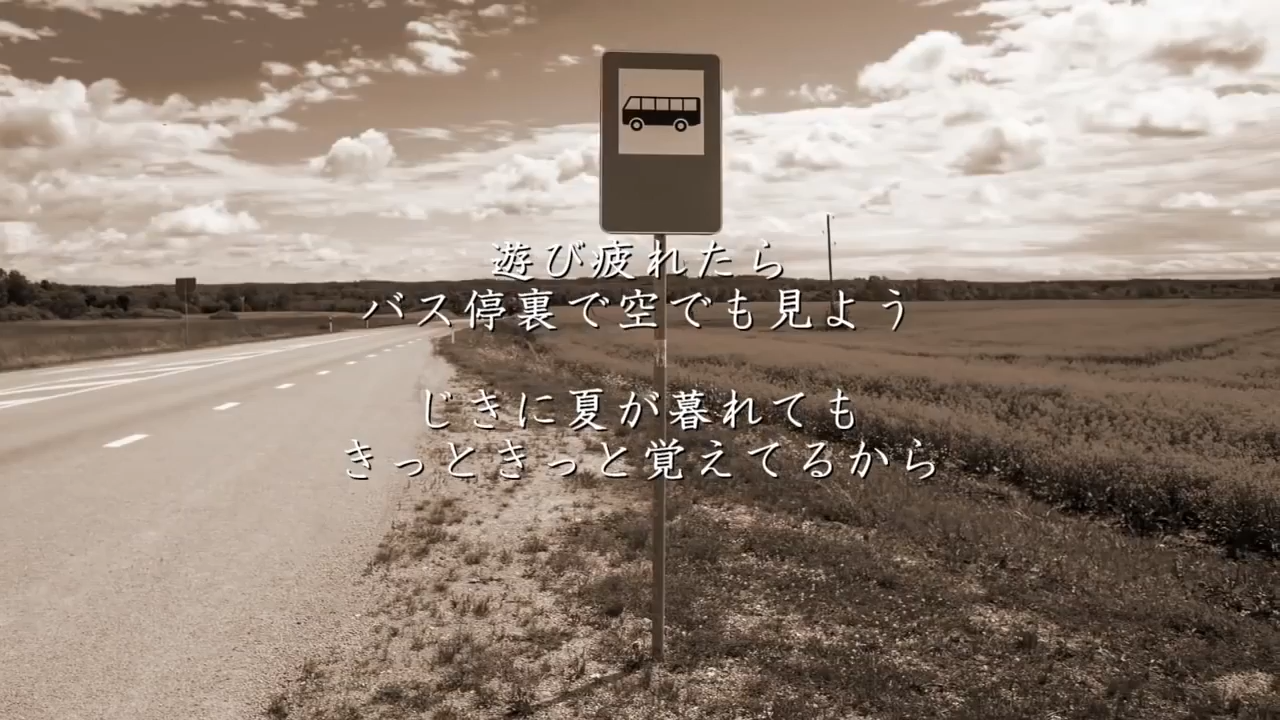 遊び疲れたら
バス停裏で空でも見よう
じきに夏が暮れても
きっときっと覚えてるから